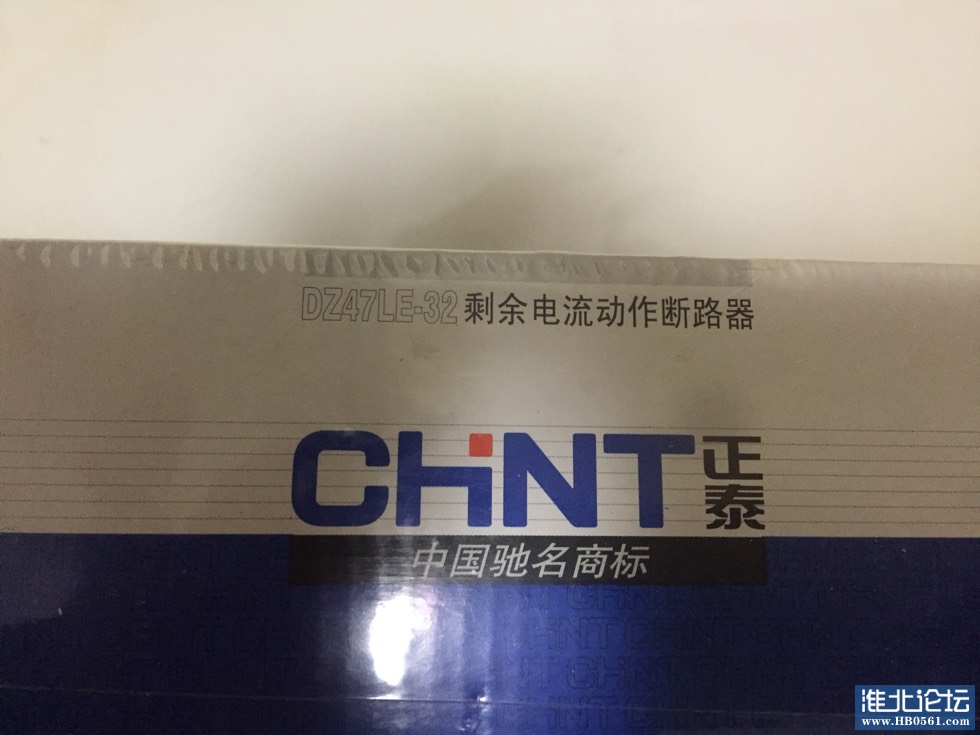 DZ47LE-32 剩余电流动作断路器
CHNT 正泰
中国驰名商标
淮北论坛
www.HB0561.com